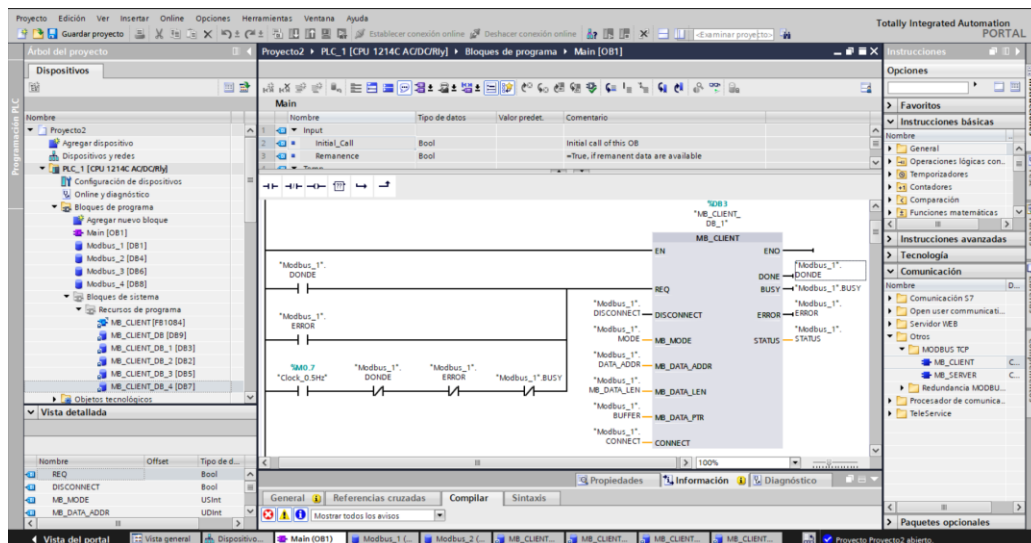 Proyecto Edición Ver Insertar Online Opciones Herramientas Ventana Ayuda
Totally Integrated Automation
PORTAL
Guardar proyecto Establecer conexión online Deshacer conexión online <Examinar proyecto>
Árbol del proyecto
Proyecto2 Ñ PLC_1 [CPU 1214C AC/DC/Rly] Bloques de programa Main [OB1]
Instrucciones
Dispositivos
Opciones
Programación PLC
Main
Nombre Tipo de datos Valor predet. Comentario
1 Input
2 Initial_Call Bool Initial call of this OB
3 Remanence Bool =True, if remanent data are available
Nombre
Proyecto2
Agregar dispositivo
Dispositivos y redes
PLC_1 [CPU 1214C AC/DC/Rly]
Configuración de dispositivos
Online y diagnóstico
Bloques de programa
Agregar nuevo bloque
Main [OB1]
Modbus_1 [DB1]
Modbus_2 [DB4]
Modbus_3 [DB6]
Modbus_4 [DB8]
Bloques de sistema
Recursos de programa
MB_CLIENT [FB1084]
MB_CLIENT_DB [DB9]
MB_CLIENT_DB_1 [DB3]
MB_CLIENT_DB_2 [DB2]
MB_CLIENT_DB_3 [DB5]
MB_CLIENT_DB_4 [DB7]
Objetos tecnológicos
Vista detallada
Nombre Offset Tipo de d...
REQ Bool
DISCONNECT Bool
MB_MODE USInt
MB_DATA_ADDR UDInt
%DB3
"MB_CLIENT_
DB_1"
MB_CLIENT
EN ENO
"Modbus_1".
DONDE
"Modbus_1".
DONE DONDE
REQ BUSY "Modbus_1".BUSY
"Modbus_1".
ERROR
"Modbus_1".
DISCONNECT DISCONNECT
"Modbus_1".
ERROR ERROR
"Modbus_1".
MODE MB_MODE
"Modbus_1".
STATUS STATUS
"Modbus_1".
DATA_ADDR MB_DATA_ADDR
%M0.7
"Clock_0.5Hz"
"Modbus_1".
DONDE
"Modbus_1".
ERROR
"Modbus_1".BUSY
"Modbus_1".
MB_DATA_LEN MB_DATA_LEN
"Modbus_1".
BUFFER MB_DATA_PTR
"Modbus_1".
CONNECT CONNECT
100%
Propiedades Información Diagnóstico
General Referencias cruzadas Compilar Sintaxis
Mostrar todos los avisos
Favoritos
Instrucciones básicas
Nombre
General
Operaciones lógicas con..
Temporizadores
Contadores
Comparación
Funciones matemáticas
Instrucciones avanzadas
Tecnología
Comunicación
Nombre D...
Comunicación S7
Open user communicati...
Servidor WEB
Otros
MODBUS TCP
MB_CLIENT C...
MB_SERVER C...
Redundancia MODBU...
Procesador de comunica...
TeleService
Paquetes opcionales
Vista del portal Vista general Dispositivo... Main (OB1) Modbus_1 (... Modbus_2 (... MB_CLIENT... MB_CLIENT... MB_CLIENT... MB_CLIENT... Proyecto Proyecto2 abierto.